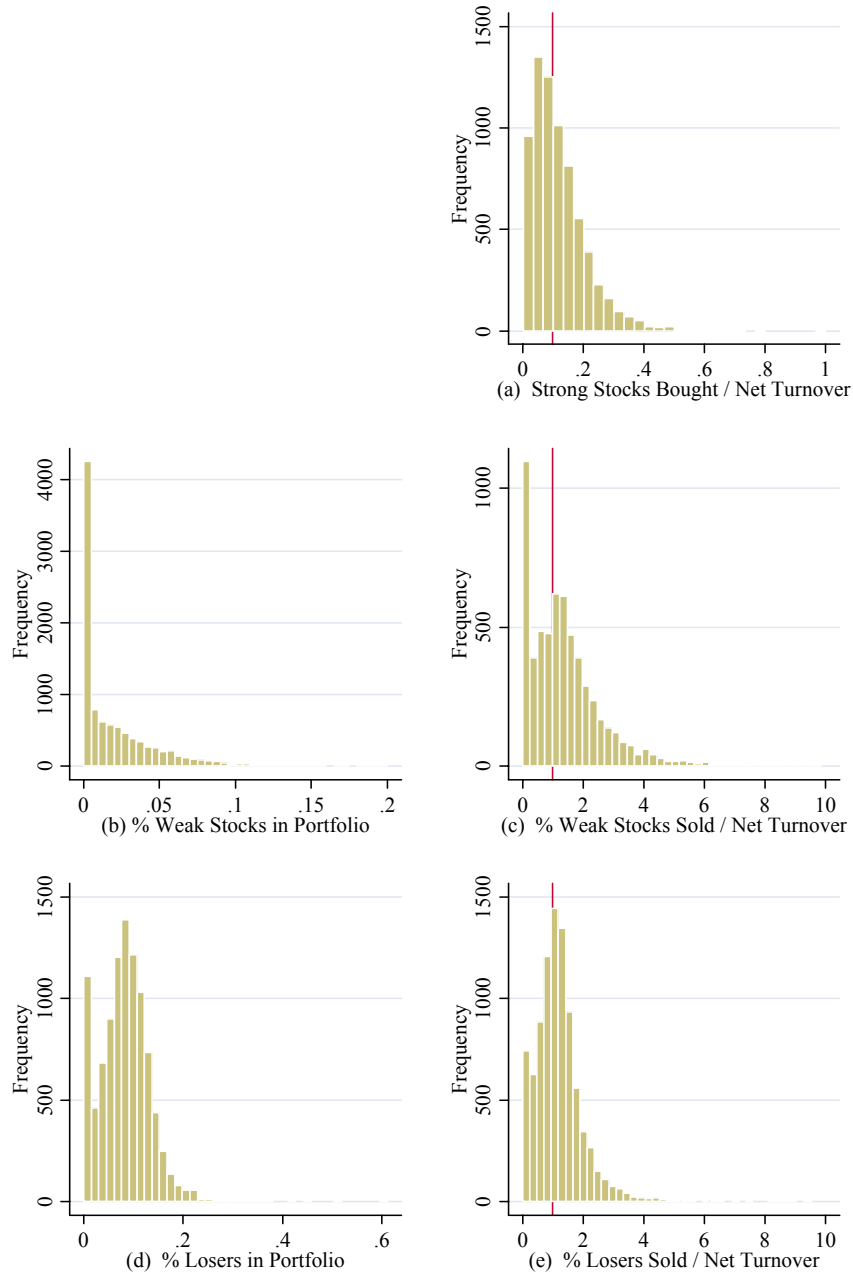 1500
1000
500
0
Frequency
0 .2 .4 .6 .8 1
(a) Strong Stocks Bought / Net Turnover
4000
3000
2000
1000
0
Frequency
0 .05 .1 .15 .2
(b) % Weak Stocks in Portfolio
1000
500
0
Frequency
0 2 4 6 8 10
(c) % Weak Stocks Sold / Net Turnover
1500
1000
500
0
Frequency
0 .2 .4 .6
(d) % Losers in Portfolio
1500
1000
500
0
Frequency
0 2 4 6 8 10
(e) % Losers Sold / Net Turnover